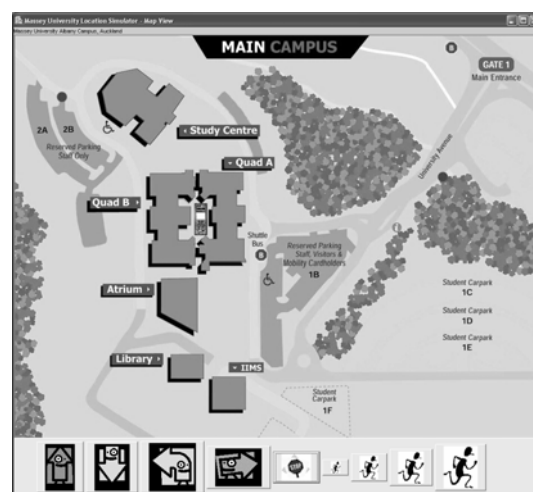 Massey University Location Simulator - Map View
Massey University Albany Campus, Auckland
MAIN CAMPUS
B
GATE 1
Main Entrance
2A
2B
Reserved Parking
Staff Only
Study Centre
Quad A
University Avenue
Quad B
Shuttle
Bus
B
Reserved Parking
Staff, Visitors &
Mobility Cardholders
1B
Student Carpark
1C
Student Carpark
1D
Student Carpark
1E
Atrium
Library
IIMS
Student
Carpark
1F
STOP